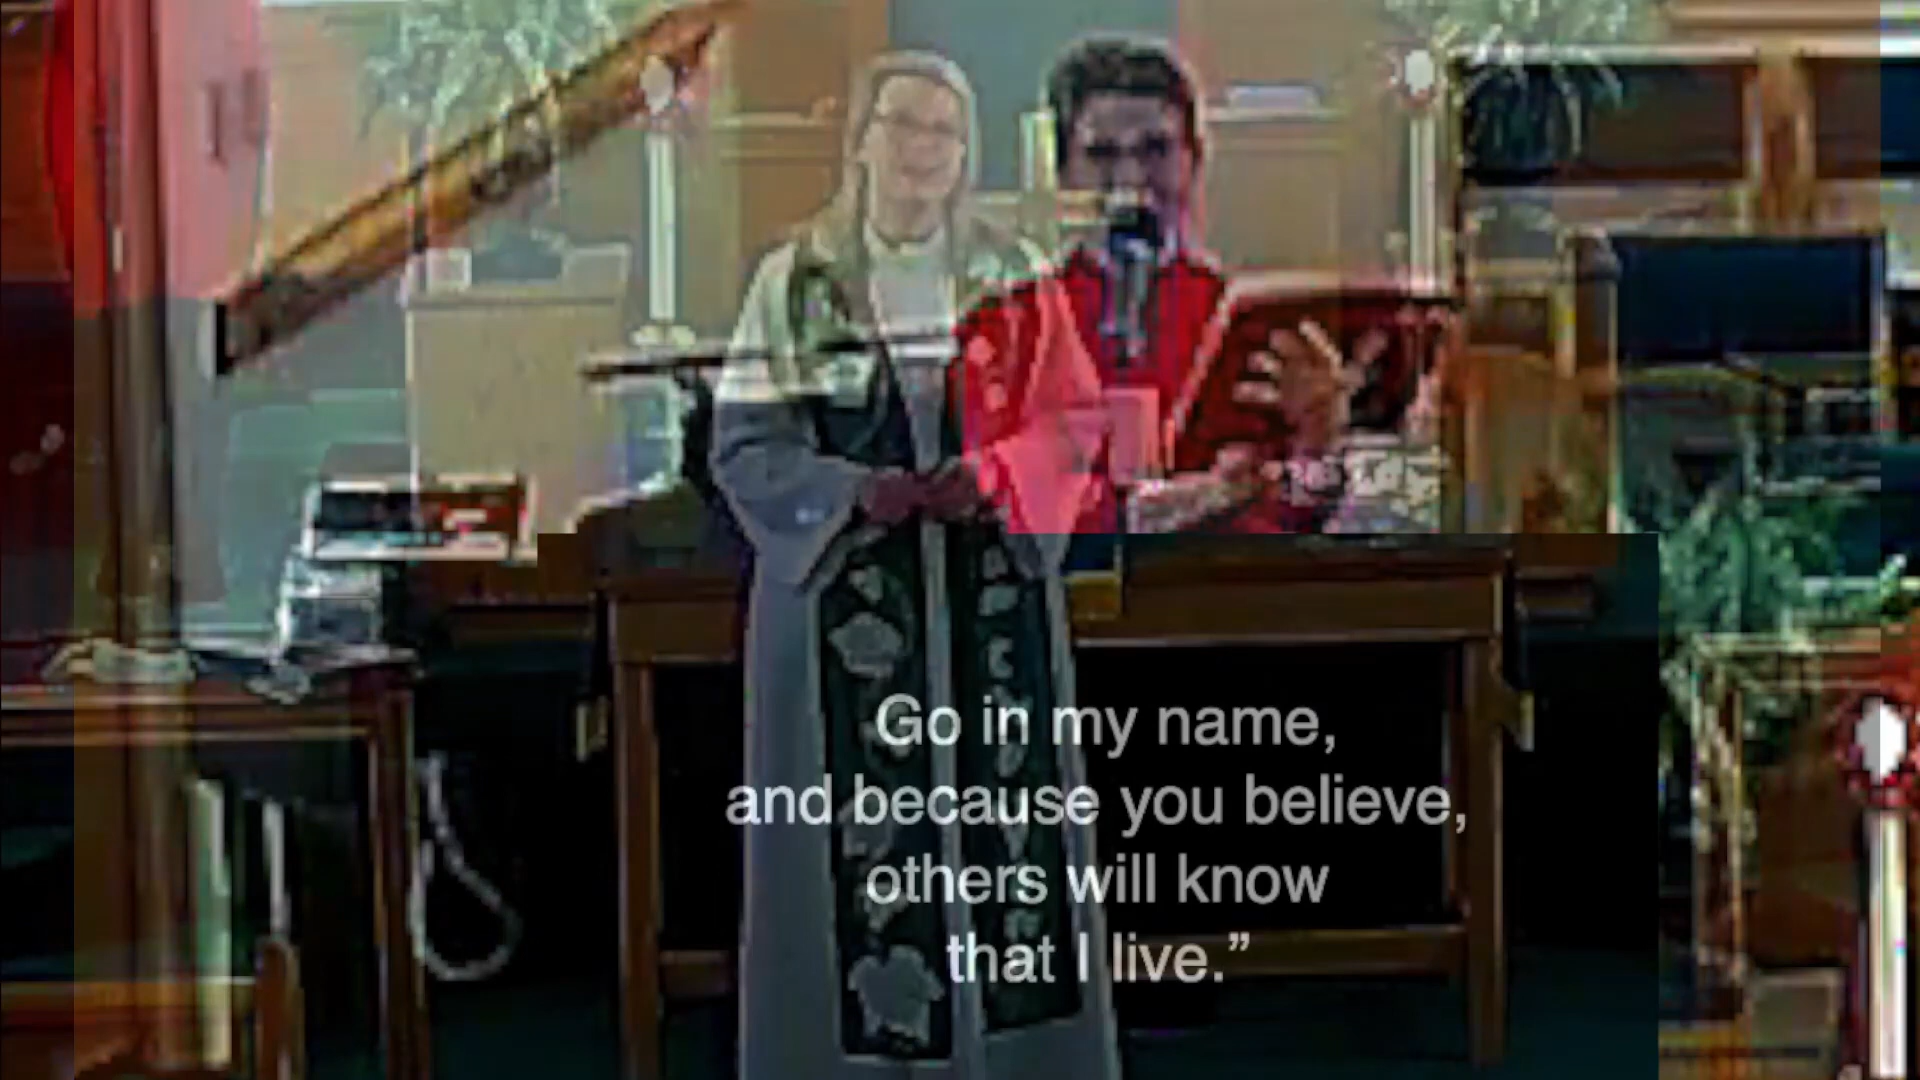 Go in my name,
and because you believe,
others will know
that I live.”